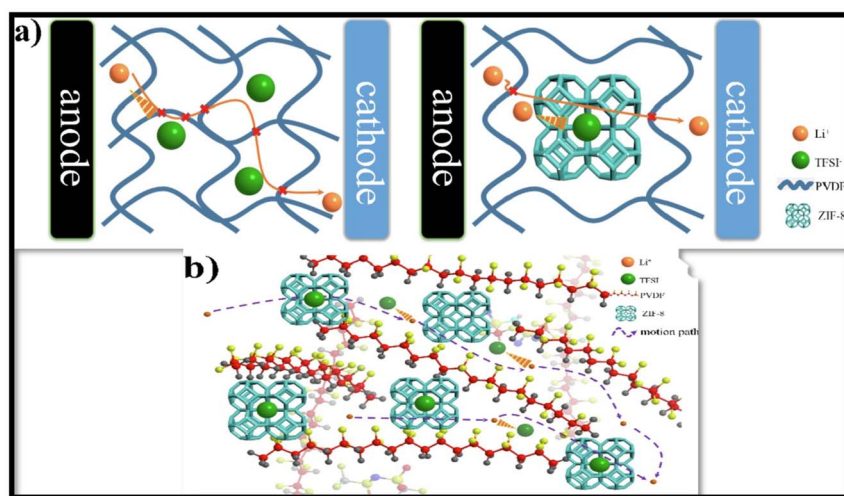 a)
anode
cathode
anode
cathode
Li⁺
TFSI⁻
PVDF
ZIF-8
b)
Li⁺
TFSI
PVDF
ZIF-8
motion path